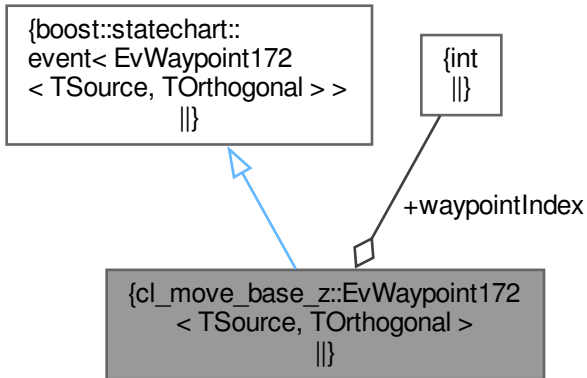 {boost::statechart::
event< EvWaypoint172
< TSource, TOrthogonal > >
||}
{int
||}
+waypointIndex
{cl_move_base_z::EvWaypoint172
< TSource, TOrthogonal >
||}